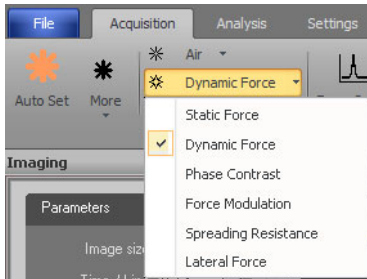 File Acquisition Analysis Settings
Air
Dynamic Force
Auto Set More
Static Force
Dynamic Force
Phase Contrast
Force Modulation
Spreading Resistance
Lateral Force
Imaging
Parameters
Image size